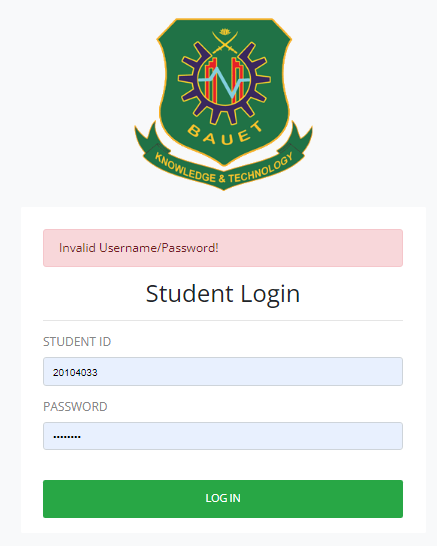 BAUET
KNOWLEDGE & TECHNOLOGY
Invalid Username/Password!
Student Login
STUDENT ID
20104033
PASSWORD
••••••••
LOG IN